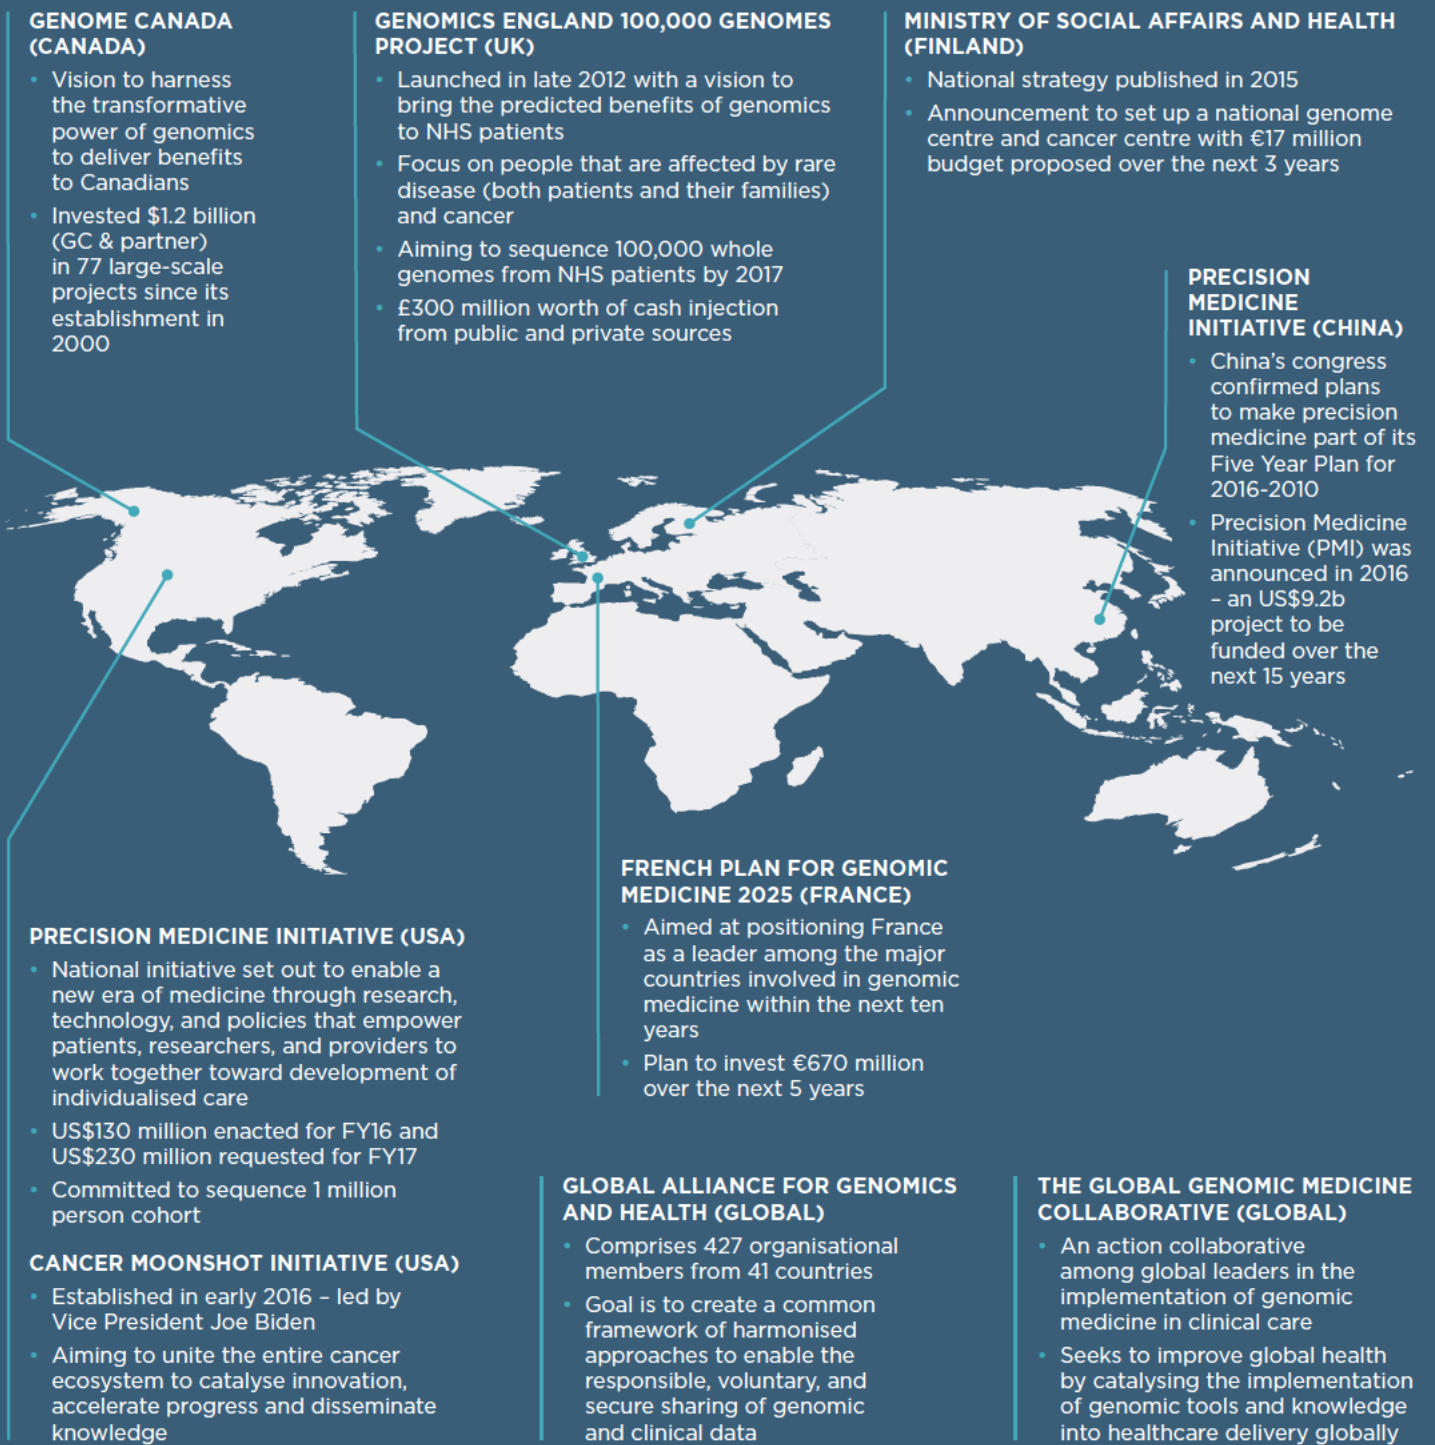 GENOME CANADA
(CANADA)
• Vision to harness
the transformative
power of genomics
to deliver benefits
to Canadians
• Invested $1.2 billion
(GC & partner)
in 77 large-scale
projects since its
establishment in
2000
GENOMICS ENGLAND 100,000 GENOMES
PROJECT (UK)
• Launched in late 2012 with a vision to
bring the predicted benefits of genomics
to NHS patients
• Focus on people that are affected by rare
disease (both patients and their families)
and cancer
• Aiming to sequence 100,000 whole
genomes from NHS patients by 2017
• £300 million worth of cash injection
from public and private sources
MINISTRY OF SOCIAL AFFAIRS AND HEALTH
(FINLAND)
• National strategy published in 2015
• Announcement to set up a national genome
centre and cancer centre with €17 million
budget proposed over the next 3 years
PRECISION
MEDICINE
INITIATIVE (CHINA)
• China's congress
confirmed plans
to make precision
medicine part of its
Five Year Plan for
2016-2010
• Precision Medicine
Initiative (PMI) was
announced in 2016
– an US$9.2b
project to be
funded over the
next 15 years
FRENCH PLAN FOR GENOMIC
MEDICINE 2025 (FRANCE)
• Aimed at positioning France
as a leader among the major
countries involved in genomic
medicine within the next ten
years
• Plan to invest €670 million
over the next 5 years
PRECISION MEDICINE INITIATIVE (USA)
• National initiative set out to enable a
new era of medicine through research,
technology, and policies that empower
patients, researchers, and providers to
work together toward development of
individualised care
• US$130 million enacted for FY16 and
US$230 million requested for FY17
• Committed to sequence 1 million
person cohort
CANCER MOONSHOT INITIATIVE (USA)
• Established in early 2016 – led by
Vice President Joe Biden
• Aiming to unite the entire cancer
ecosystem to catalyse innovation,
accelerate progress and disseminate
knowledge
GLOBAL ALLIANCE FOR GENOMICS
AND HEALTH (GLOBAL)
• Comprises 427 organisational
members from 41 countries
• Goal is to create a common
framework of harmonised
approaches to enable the
responsible, voluntary, and
secure sharing of genomic
and clinical data
THE GLOBAL GENOMIC MEDICINE
COLLABORATIVE (GLOBAL)
• An action collaborative
among global leaders in the
implementation of genomic
medicine in clinical care
• Seeks to improve global health
by catalysing the implementation
of genomic tools and knowledge
into healthcare delivery globally